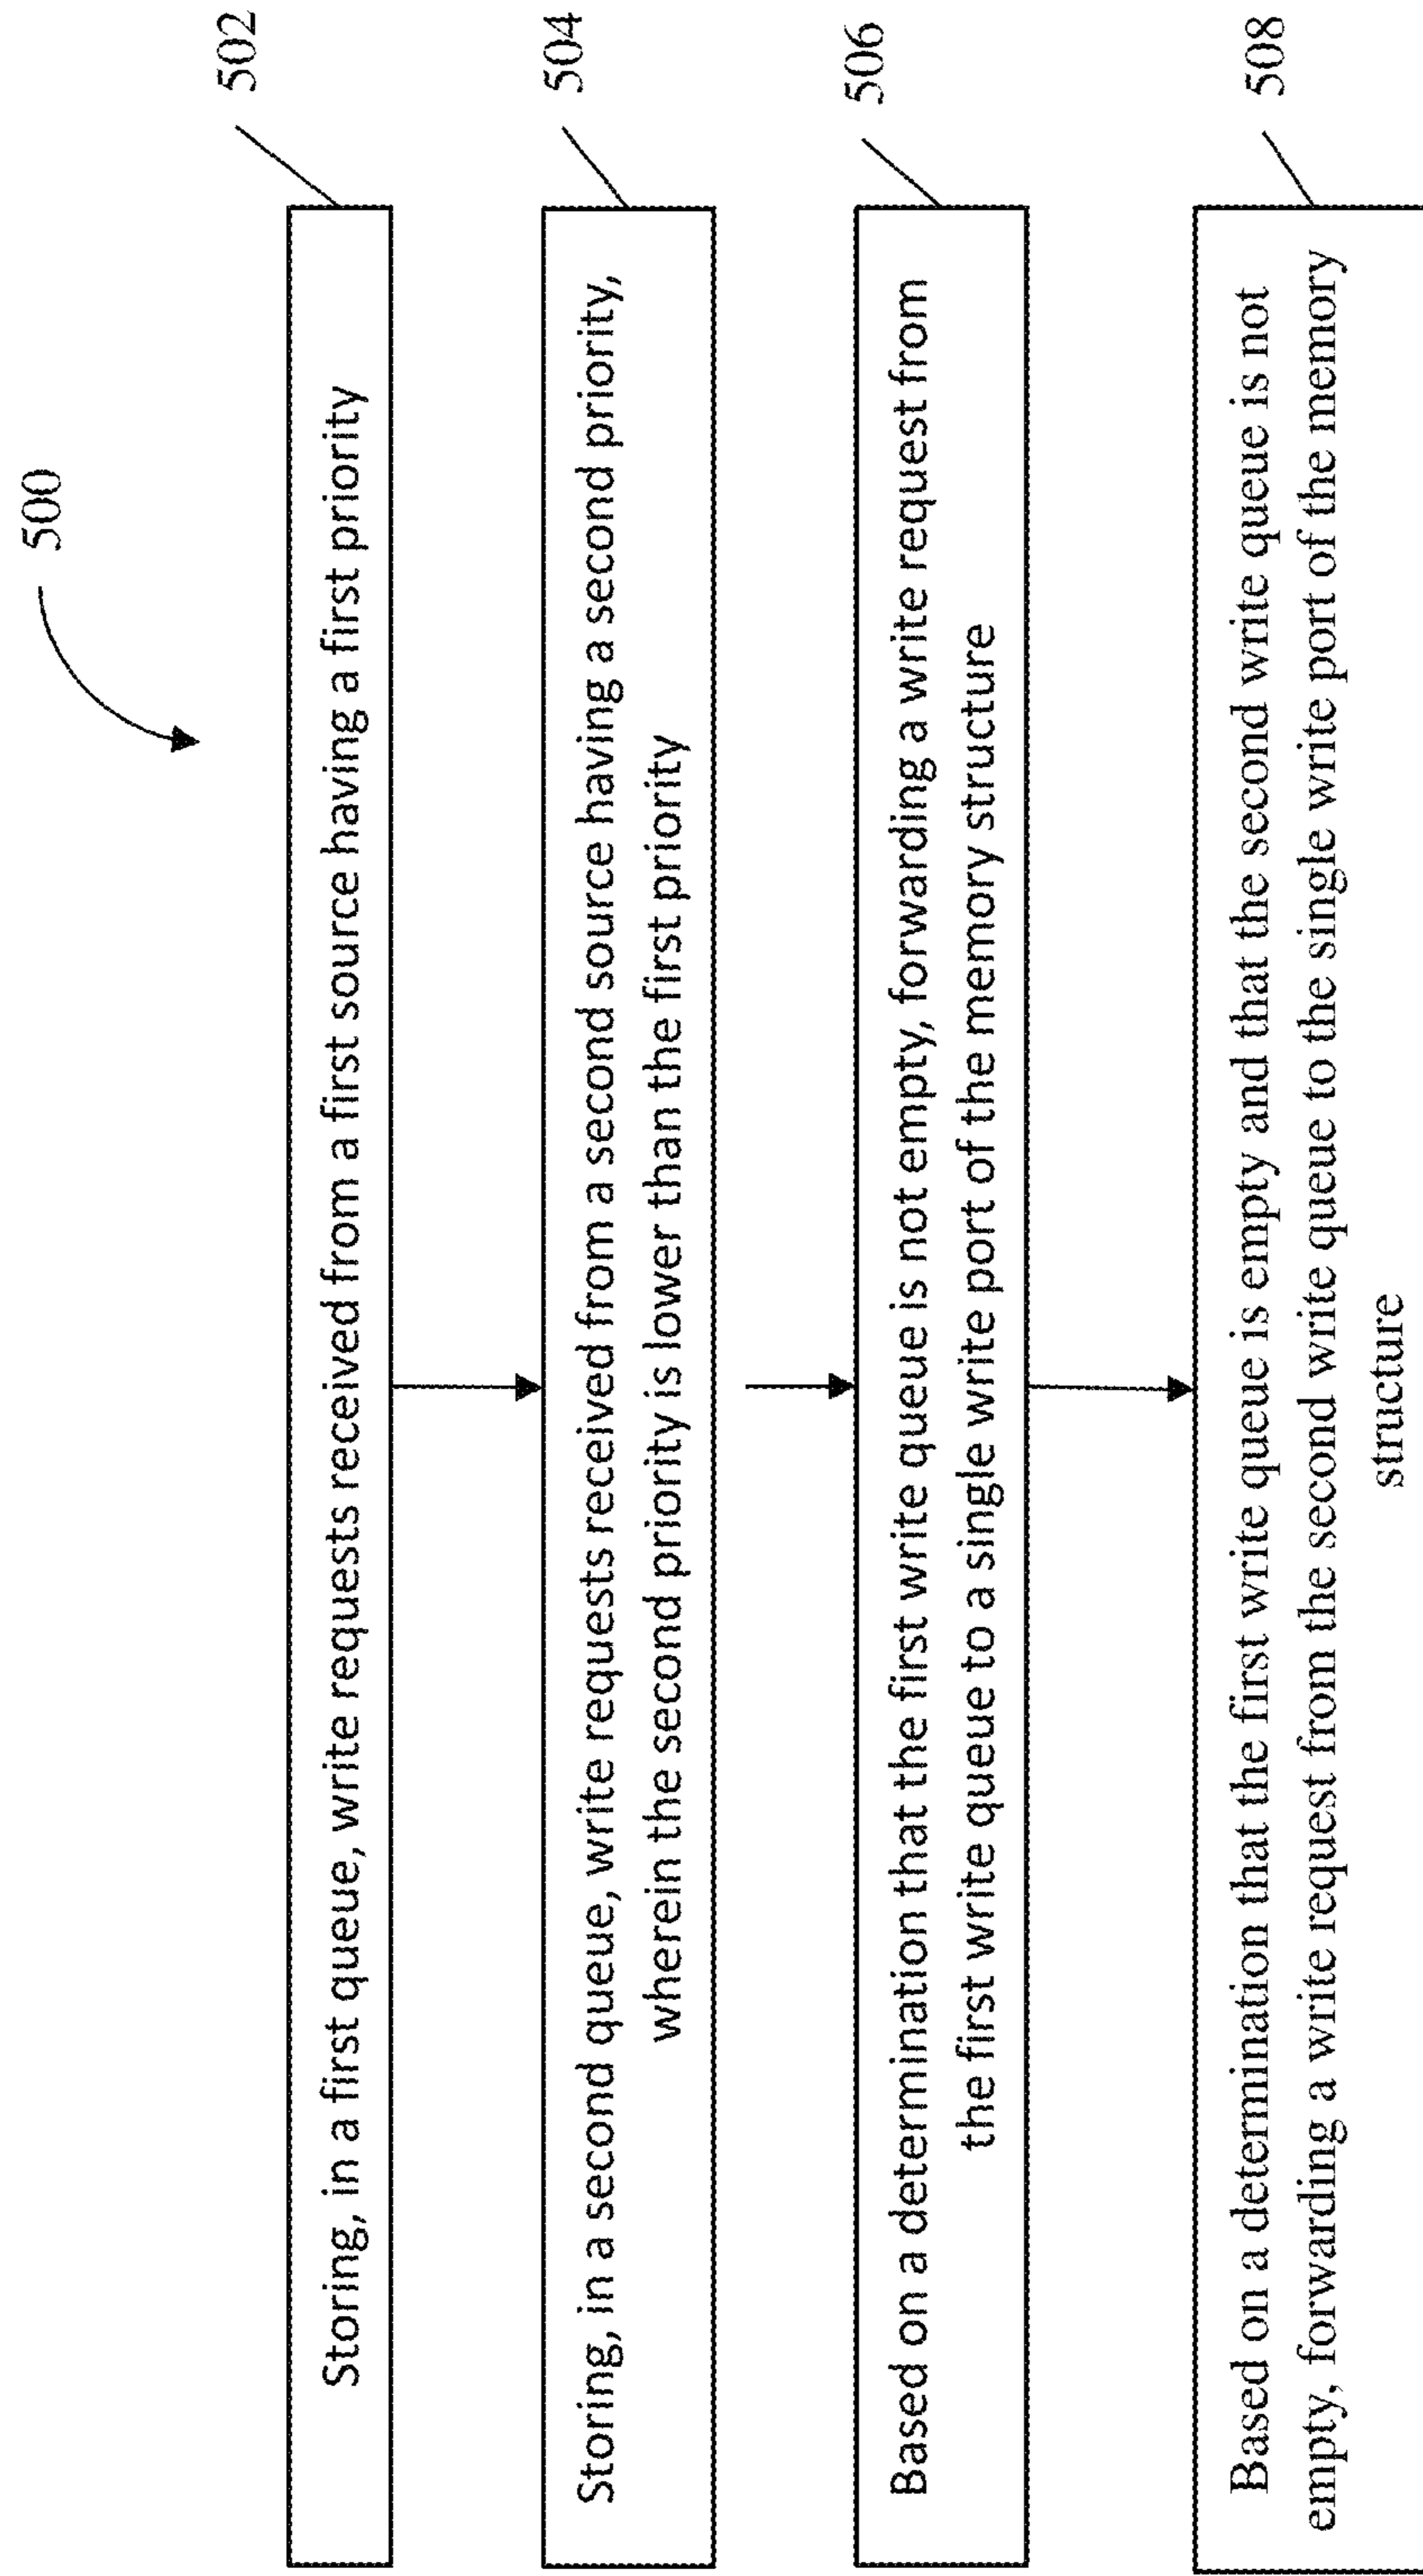 500
Storing, in a first queue, write requests received from a first source having a first priority
502
Storing, in a second queue, write requests received from a second source having a second priority,
wherein the second priority is lower than the first priority
504
Based on a determination that the first write queue is not empty, forwarding a write request from
the first write queue to a single write port of the memory structure
506
Based on a determination that the first write queue is empty and that the second write queue is not
empty, forwarding a write request from the second write queue to the single write port of the memory
structure
508